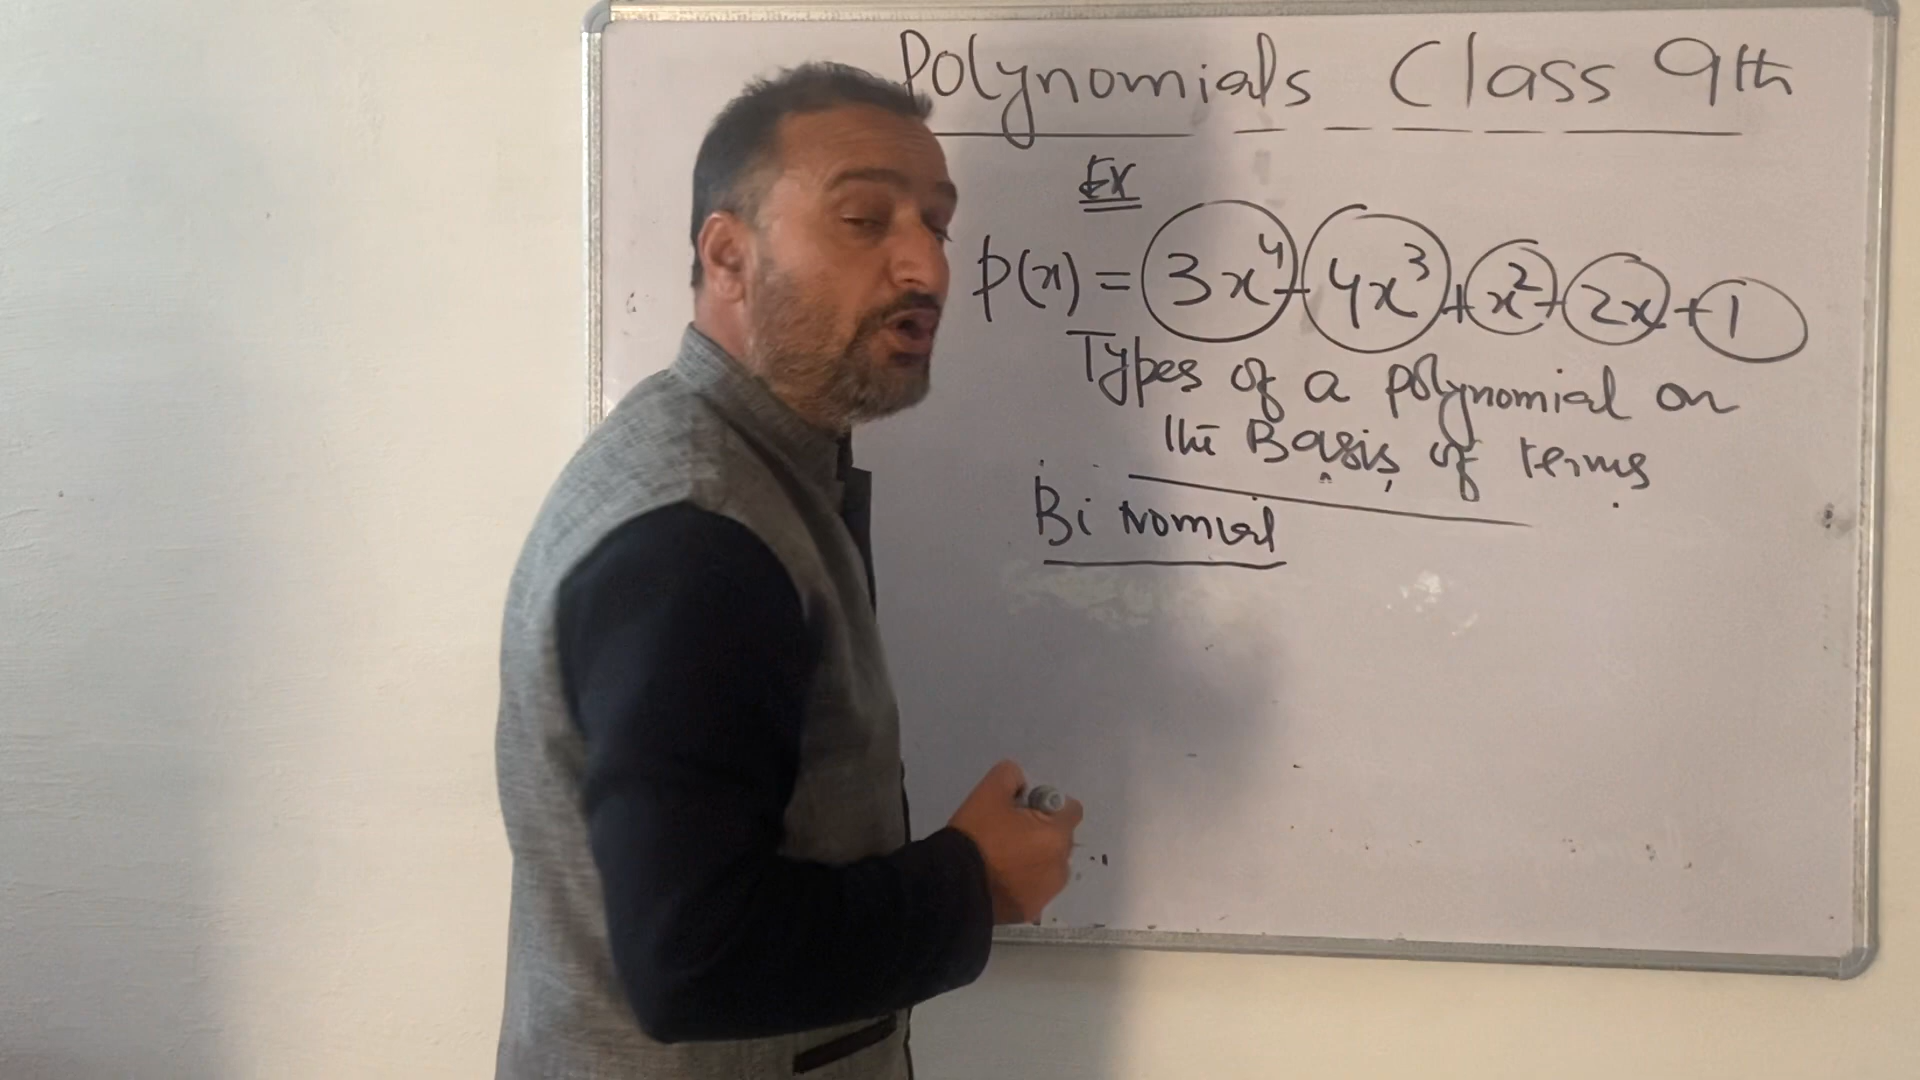 Polynomials Class 9th
Ex
p(x) = 3x⁴ - 4x³ + x² + 2x + 1
Types of a polynomial on
the Basis of terms
Bi Nomial